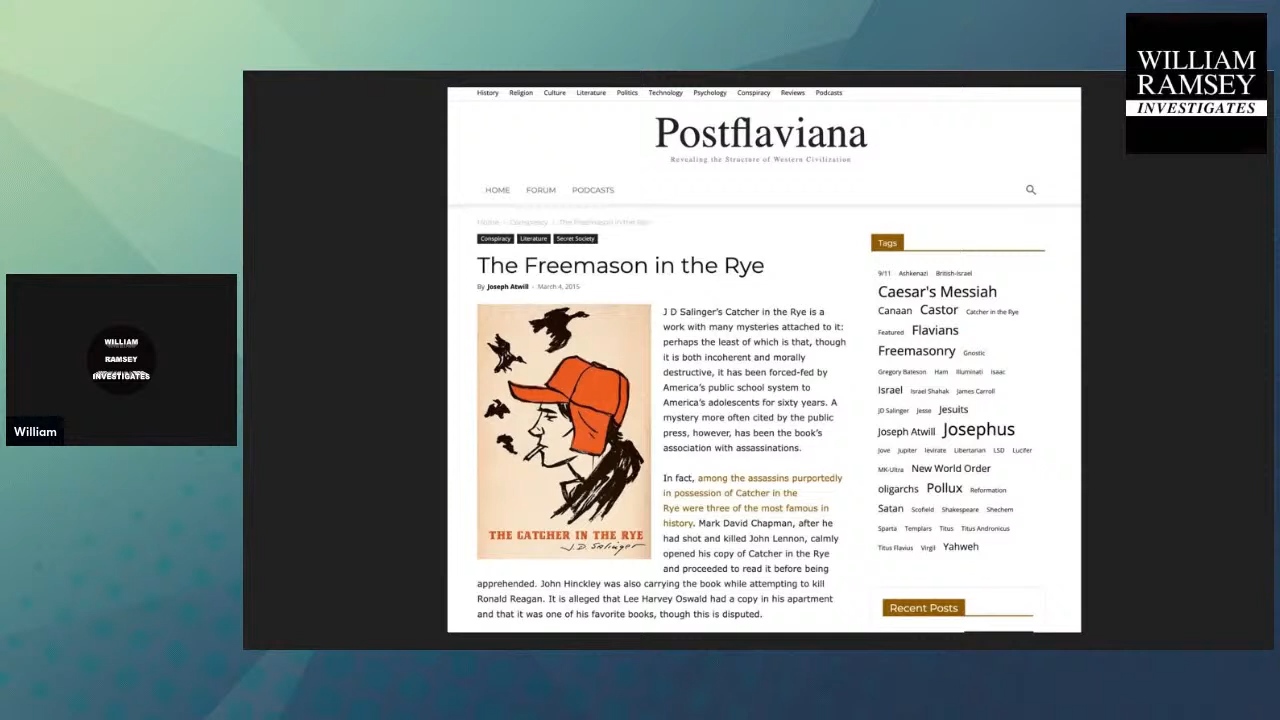 WILLIAM
RAMSEY
INVESTIGATES
History Religion Culture Literature Politics Technology Psychology Conspiracy Reviews Podcasts
Postflaviana
Revealing the Structure of Western Civilization
HOME FORUM PODCASTS
Home › Conspiracy › The Freemason in the Rye
Conspiracy Literature Secret Society
The Freemason in the Rye
By Joseph Atwill - March 4, 2015
THE CATCHER IN THE RYE
J.D. Salinger
J D Salinger's Catcher in the Rye is a
work with many mysteries attached to it:
perhaps the least of which is that, though
it is both incoherent and morally
destructive, it has been forced-fed by
America's public school system to
America's adolescents for sixty years. A
mystery more often cited by the public
press, however, has been the book's
association with assassinations.
In fact, among the assassins purportedly
in possession of Catcher in the
Rye were three of the most famous in
history. Mark David Chapman, after he
had shot and killed John Lennon, calmly
opened his copy of Catcher in the Rye
and proceeded to read it before being
apprehended. John Hinckley was also carrying the book while attempting to kill
Ronald Reagan. It is alleged that Lee Harvey Oswald had a copy in his apartment
and that it was one of his favorite books, though this is disputed.
Tags
9/11 Ashkenazi British-Israel
Caesar's Messiah
Canaan Castor Catcher in the Rye
Featured Flavians
Freemasonry Gnostic
Gregory Bateson Ham Illuminati Isaac
Israel Israel Shahak James Carroll
JD Salinger Jesse Jesuits
Joseph Atwill Josephus
Jove Jupiter levirate Libertarian LSD Lucifer
MK-Ultra New World Order
oligarchs Pollux Reformation
Satan Scofield Shakespeare Shechem
Sparta Templars Titus Titus Andronicus
Titus Flavius Virgil Yahweh
Recent Posts
WILLIAM
RAMSEY
INVESTIGATES
William